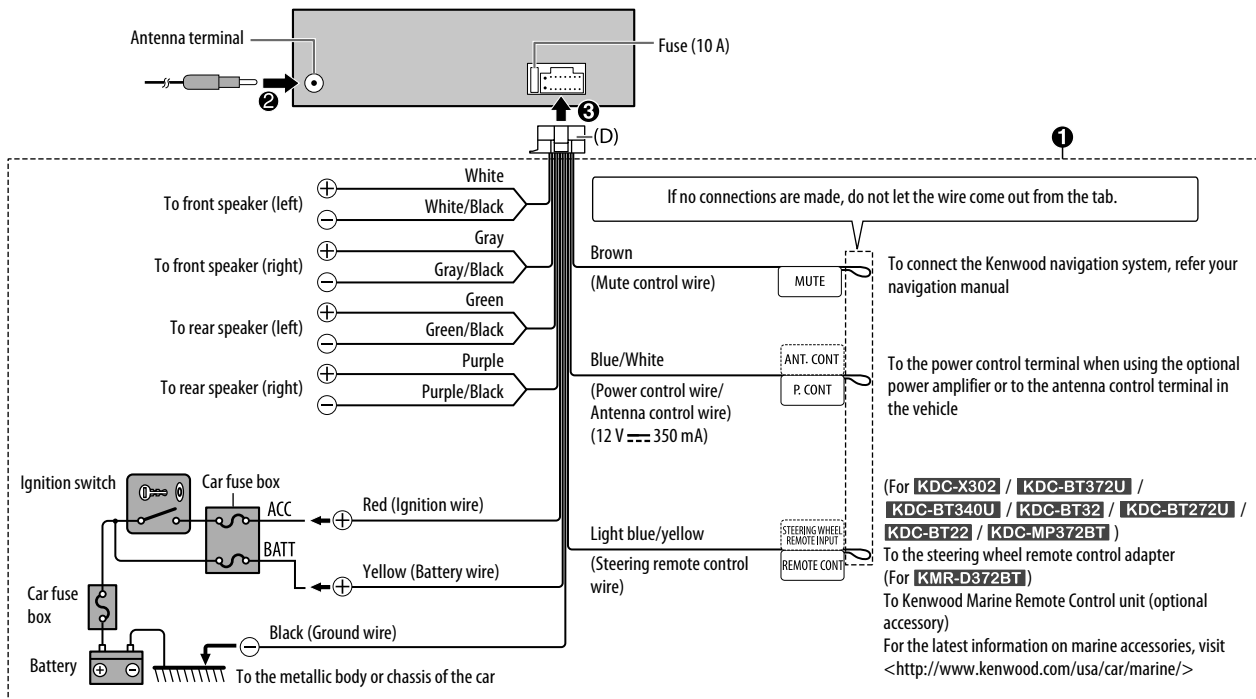 Antenna terminal
Fuse (10 A)
❷
❸
(D)
❶
White
To front speaker (left)
White/Black
Gray
To front speaker (right)
Gray/Black
Green
To rear speaker (left)
Green/Black
Purple
To rear speaker (right)
Purple/Black
If no connections are made, do not let the wire come out from the tab.
Brown
(Mute control wire)
MUTE
To connect the Kenwood navigation system, refer your
navigation manual
Blue/White
(Power control wire/
Antenna control wire)
(12 V ⎓ 350 mA)
ANT. CONT
P. CONT
To the power control terminal when using the optional
power amplifier or to the antenna control terminal in
the vehicle
Ignition switch
Car fuse box
ACC
Red (Ignition wire)
BATT
Yellow (Battery wire)
Car fuse
box
Black (Ground wire)
Battery
To the metallic body or chassis of the car
Light blue/yellow
(Steering remote control
wire)
STEERING WHEEL
REMOTE INPUT
REMOTE CONT
(For KDC-X302 / KDC-BT372U /
KDC-BT340U / KDC-BT32 / KDC-BT272U /
KDC-BT22 / KDC-MP372BT )
To the steering wheel remote control adapter
(For KMR-D372BT )
To Kenwood Marine Remote Control unit (optional
accessory)
For the latest information on marine accessories, visit
<http://www.kenwood.com/usa/car/marine/>